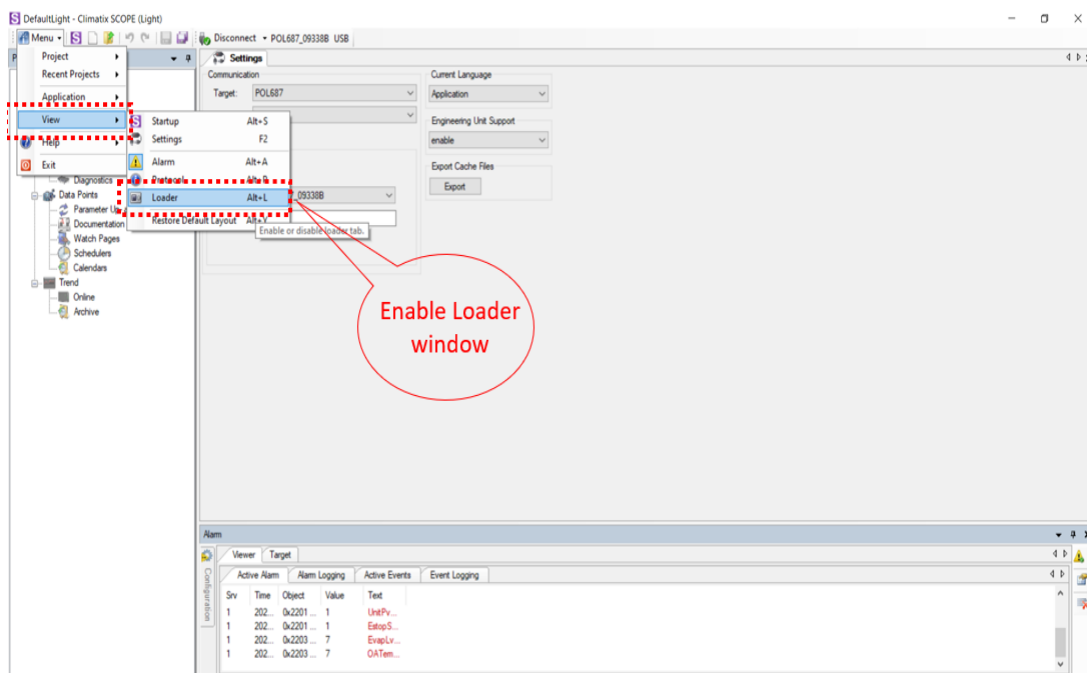 DefaultLight - Climatix SCOPE (Light)
Menu
Disconnect
POL687_09338B USB
Project
Recent Projects
Application
View
Help
Exit
Startup Alt+S
Settings F2
Alarm Alt+A
Protocol Alt+P
Loader Alt+L
Restore Default Layout Alt+Y
Enable or disable loader tab.
Diagnostics
Data Points
Parameter
Documentation
Watch Pages
Schedulers
Calendars
Trend
Online
Archive
Settings
Communication
Target: POL687
_09338B
Current Language
Application
Engineering Unit Support
enable
Export Cache Files
Export
Enable Loader
window
Alarm
Configuration
Viewer Target
Active Alarm Alarm Logging Active Events Event Logging
Srv Time Object Value Text
1 202... 0x2201 ... 1 UnitPv...
1 202... 0x2201 ... 1 EstopS...
1 202... 0x2203 ... 7 EvapLv...
1 202... 0x2203 ... 7 OATem...